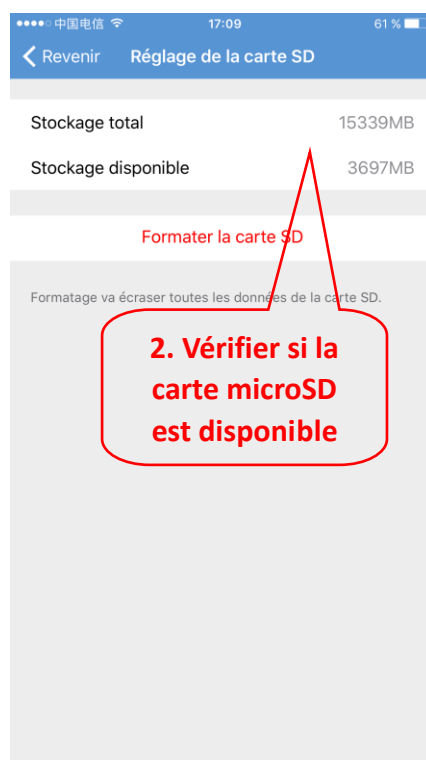 中国电信 17:09 61 %
Revenir Réglage de la carte SD
Stockage total 15339MB
Stockage disponible 3697MB
Formater la carte SD
Formatage va écraser toutes les données de la carte SD.
2. Vérifier si la
carte microSD
est disponible